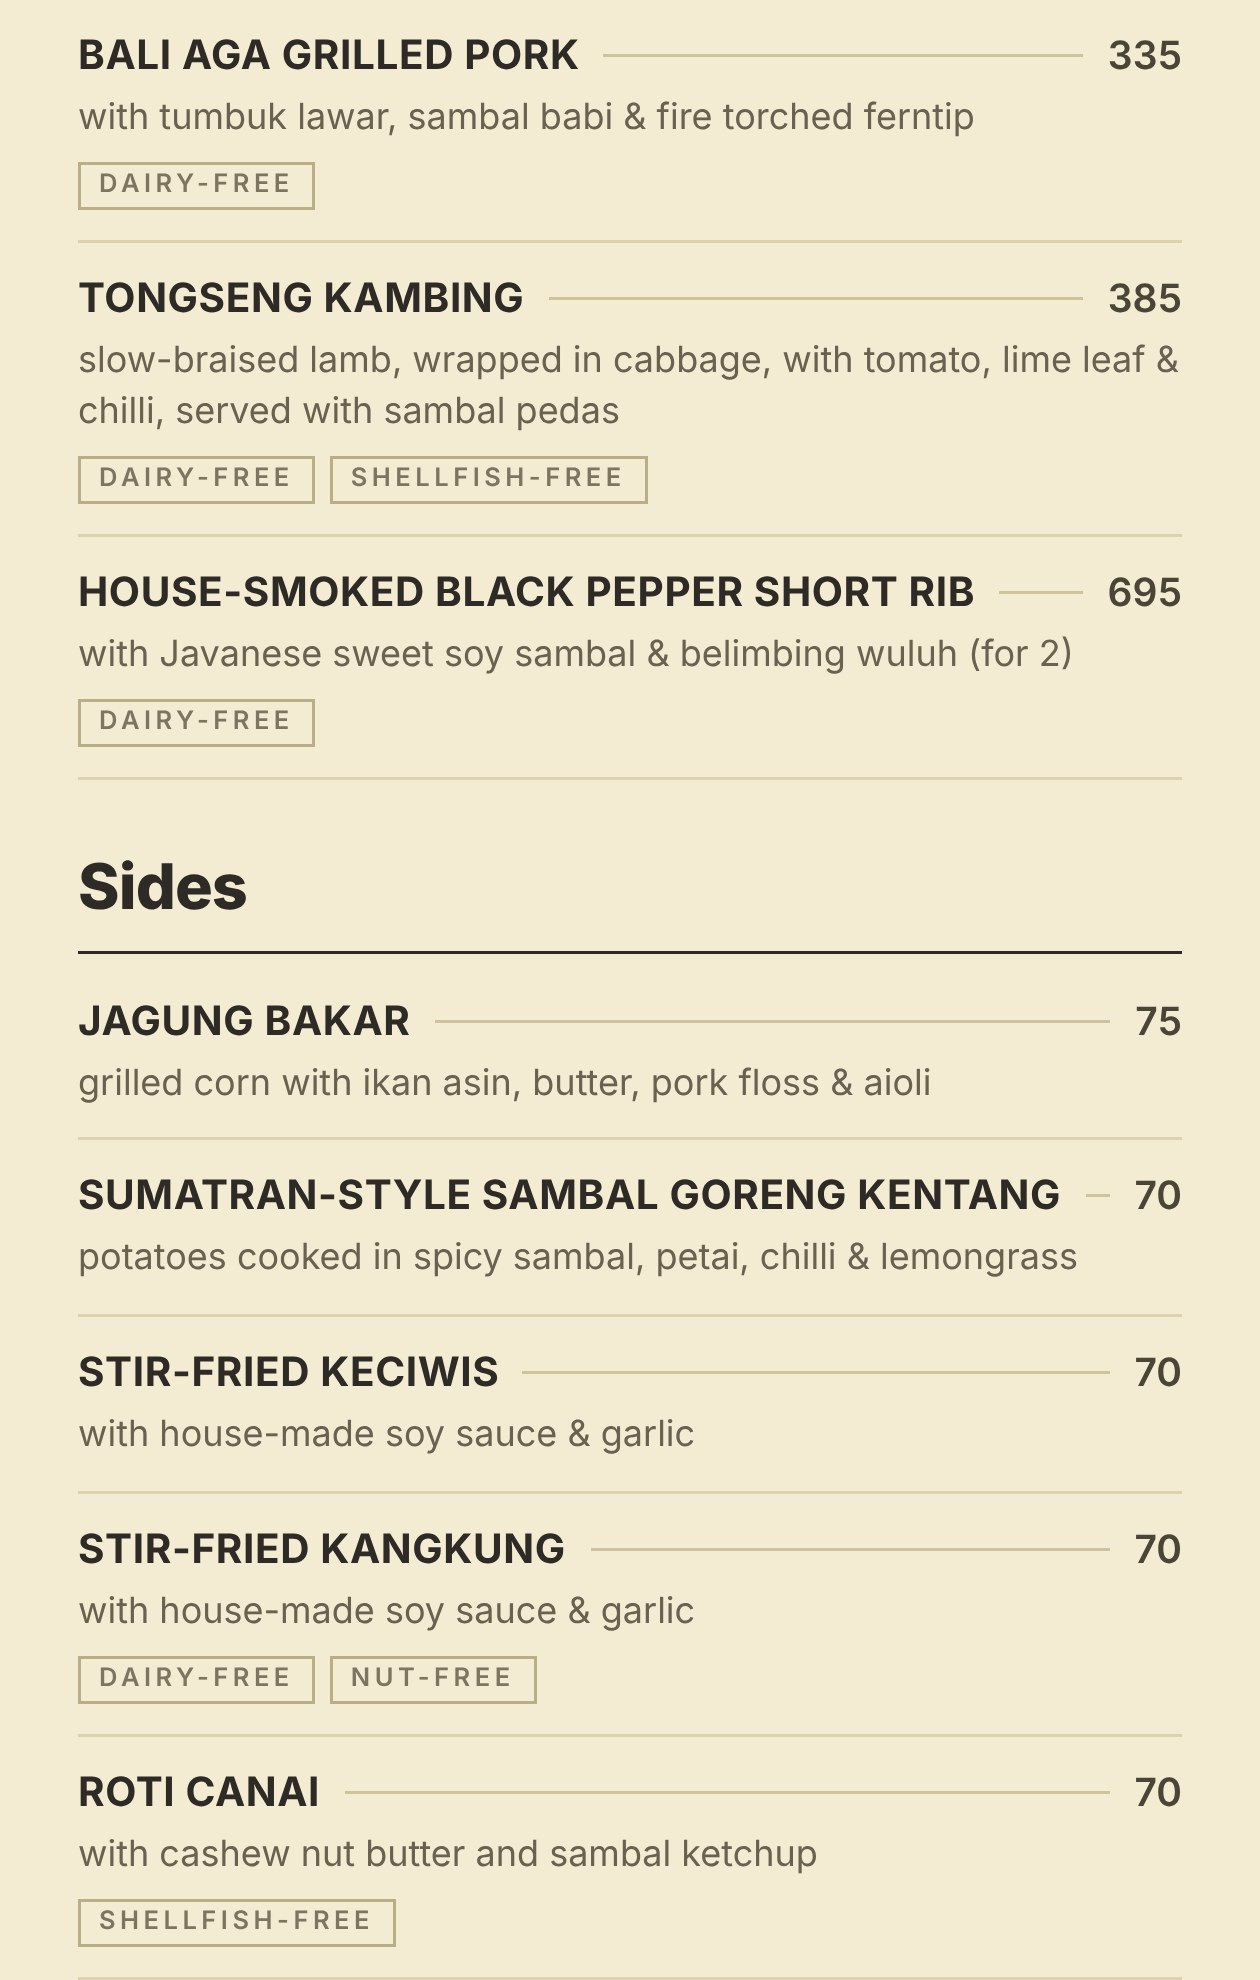 BALI AGA GRILLED PORK 335
with tumbuk lawar, sambal babi & fire torched ferntip
DAIRY-FREE
TONGSENG KAMBING 385
slow-braised lamb, wrapped in cabbage, with tomato, lime leaf &
chilli, served with sambal pedas
DAIRY-FREE SHELLFISH-FREE
HOUSE-SMOKED BLACK PEPPER SHORT RIB 695
with Javanese sweet soy sambal & belimbing wuluh (for 2)
DAIRY-FREE
Sides
JAGUNG BAKAR 75
grilled corn with ikan asin, butter, pork floss & aioli
SUMATRAN-STYLE SAMBAL GORENG KENTANG 70
potatoes cooked in spicy sambal, petai, chilli & lemongrass
STIR-FRIED KECIWIS 70
with house-made soy sauce & garlic
STIR-FRIED KANGKUNG 70
with house-made soy sauce & garlic
DAIRY-FREE NUT-FREE
ROTI CANAI 70
with cashew nut butter and sambal ketchup
SHELLFISH-FREE